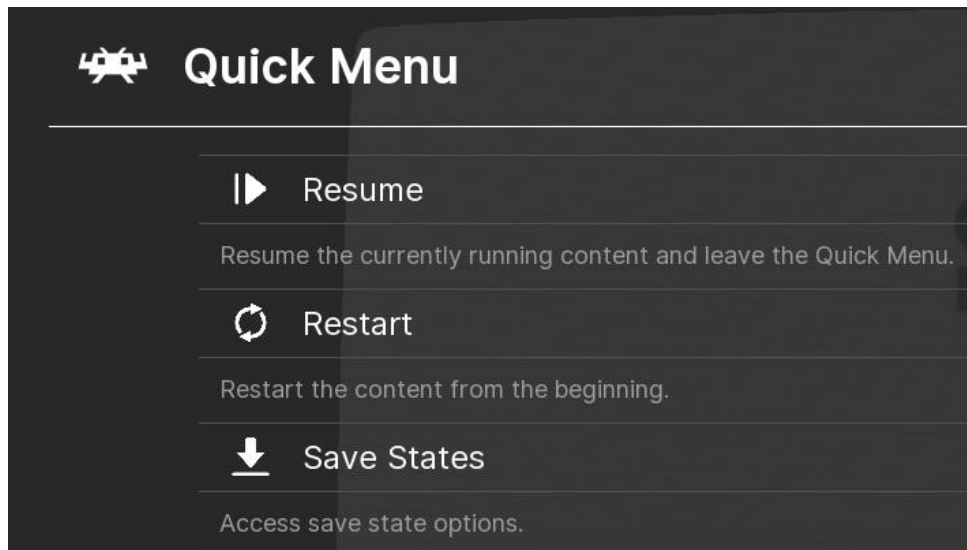 Quick Menu
Resume
Resume the currently running content and leave the Quick Menu.
Restart
Restart the content from the beginning.
Save States
Access save state options.